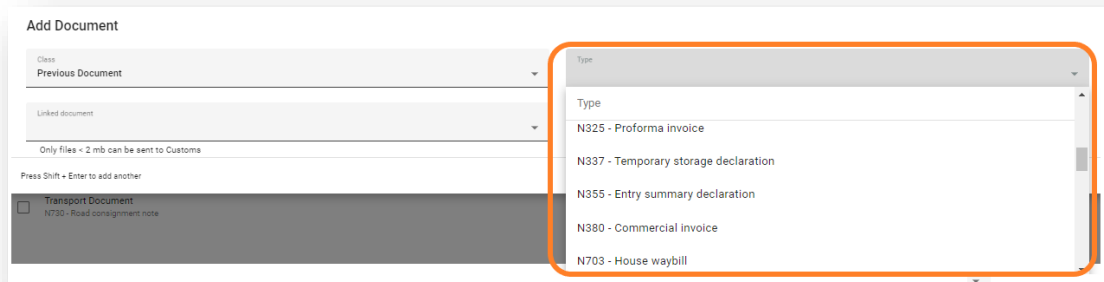 Add Document
Class
Previous Document
Type
Linked document
Only files < 2 mb can be sent to Customs
Press Shift + Enter to add another
Transport Document
N730 - Road consignment note
Type
N325 - Proforma invoice
N337 - Temporary storage declaration
N355 - Entry summary declaration
N380 - Commercial invoice
N703 - House waybill